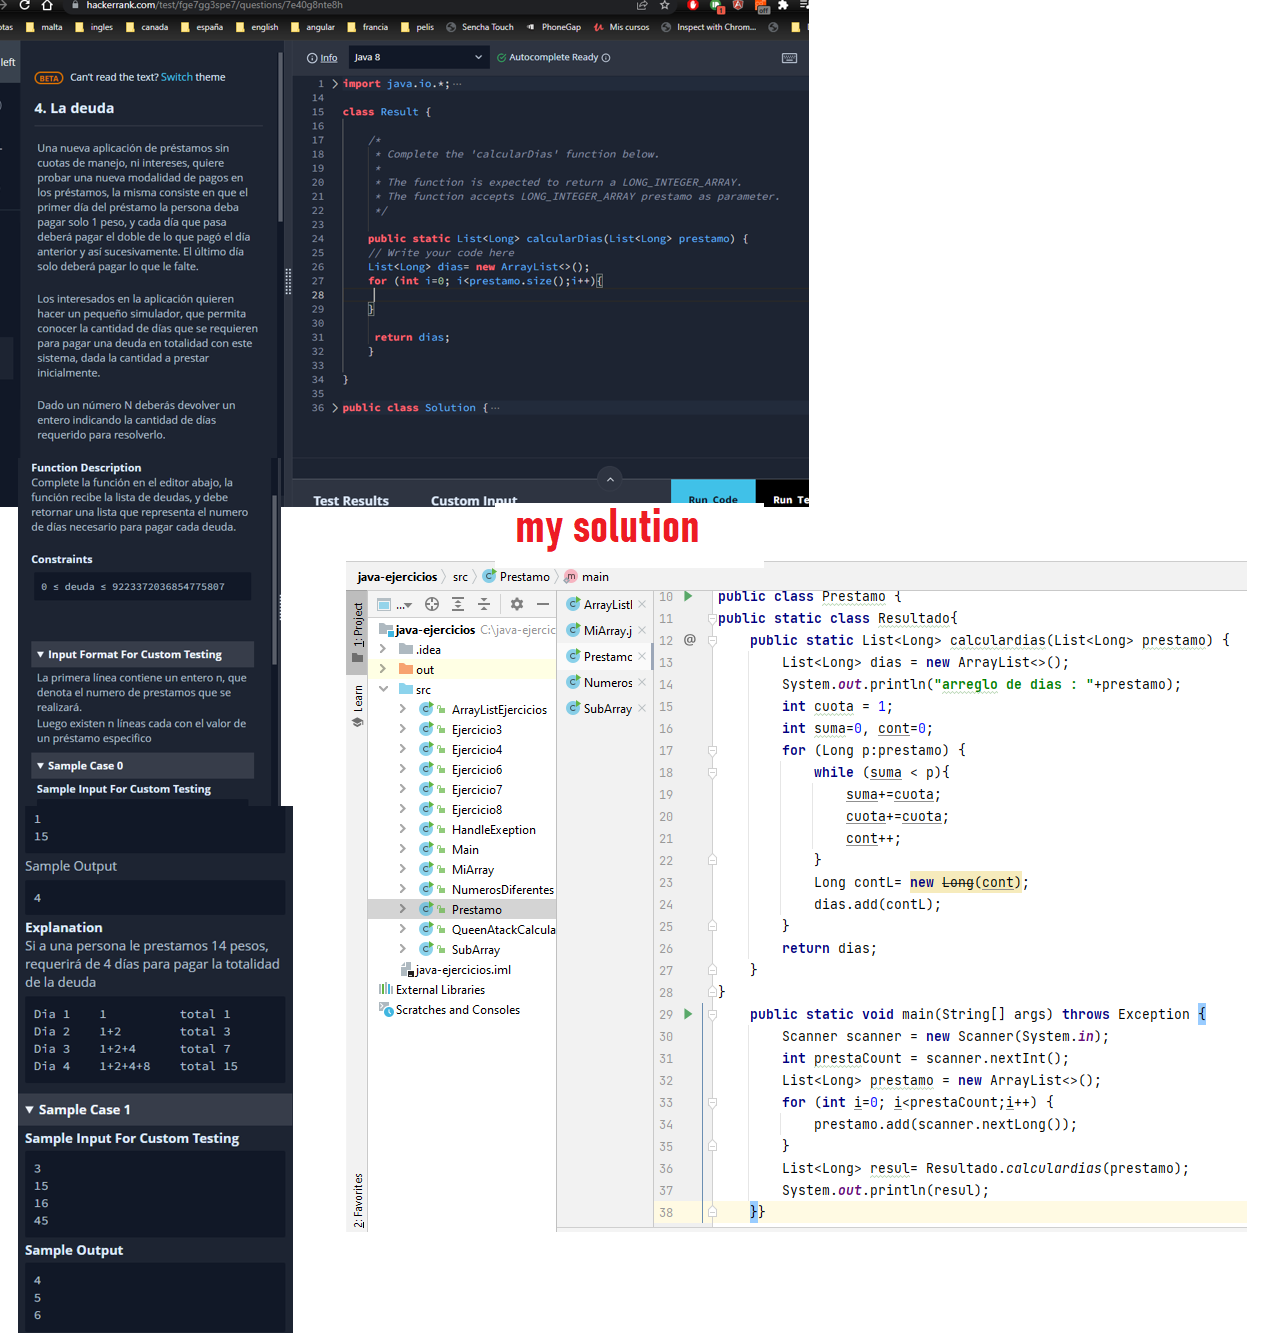 hackerrank.com/test/fge7gg3spe7/questions/7e40g8nte8h
otas malta ingles canada españa english angular francia pelis Sencha Touch PhoneGap Mis cursos Inspect with Chrom...
left
BETA Can't read the text? Switch theme
4. La deuda
Una nueva aplicación de préstamos sin
cuotas de manejo, ni intereses, quiere
probar una nueva modalidad de pagos en
los préstamos, la misma consiste en que el
primer día del préstamo la persona deba
pagar solo 1 peso, y cada día que pasa
deberá pagar el doble de lo que pagó el día
anterior y así sucesivamente. El último día
solo deberá pagar lo que le falte.
Los interesados en la aplicación quieren
hacer un pequeño simulador, que permita
conocer la cantidad de días que se requieren
para pagar una deuda en totalidad con este
sistema, dada la cantidad a prestar
inicialmente.
Dado un número N deberás devolver un
entero indicando la cantidad de días
requerido para resolverlo.
Function Description
Complete la función en el editor abajo, la
función recibe la lista de deudas, y debe
retornar una lista que representa el numero
de días necesario para pagar cada deuda.
Constraints
0 ≤ deuda ≤ 9223372036854775807
▼ Input Format For Custom Testing
La primera línea contiene un entero n, que
denota el numero de prestamos que se
realizará.
Luego existen n líneas cada con el valor de
un préstamo especifico
▼ Sample Case 0
Sample Input For Custom Testing
1
15
Sample Output
4
Explanation
Si a una persona le prestamos 14 pesos,
requerirá de 4 días para pagar la totalidad
de la deuda
Dia 1 1 total 1
Dia 2 1+2 total 3
Dia 3 1+2+4 total 7
Dia 4 1+2+4+8 total 15
▼ Sample Case 1
Sample Input For Custom Testing
3
15
16
45
Sample Output
4
5
6
Info Java 8 Autocomplete Ready
1 import java.io.*; ...
14
15 class Result {
16
17 /*
18 * Complete the 'calcularDias' function below.
19 *
20 * The function is expected to return a LONG_INTEGER_ARRAY.
21 * The function accepts LONG_INTEGER_ARRAY prestamo as parameter.
22 */
23
24 public static List<Long> calcularDias(List<Long> prestamo) {
25 // Write your code here
26 List<Long> dias= new ArrayList<>();
27 for (int i=0; i<prestamo.size();i++){
28
29 }
30
31 return dias;
32 }
33
34 }
35
36 public class Solution { ...
Test Results Custom Input Run Code Run Te
my solution
java-ejercicios src Prestamo main
1: Project
Learn
2: Favorites
...
java-ejercicios C:\java-ejercic
.idea
out
src
ArrayListEjercicios
Ejercicio3
Ejercicio4
Ejercicio6
Ejercicio7
Ejercicio8
HandleExeption
Main
MiArray
NumerosDiferentes
Prestamo
QueenAtackCalcula
SubArray
java-ejercicios.iml
External Libraries
Scratches and Consoles
ArrayListI
MiArray.j
Prestamo
Numeros
SubArray
10 public class Prestamo {
11 public static class Resultado{
12 @ public static List<Long> calculardias(List<Long> prestamo) {
13 List<Long> dias = new ArrayList<>();
14 System.out.println("arreglo de dias : "+prestamo);
15 int cuota = 1;
16 int suma=0, cont=0;
17 for (Long p:prestamo) {
18 while (suma < p){
19 suma+=cuota;
20 cuota+=cuota;
21 cont++;
22 }
23 Long contL= new Long(cont);
24 dias.add(contL);
25 }
26 return dias;
27 }
28 }
29 public static void main(String[] args) throws Exception {
30 Scanner scanner = new Scanner(System.in);
31 int prestaCount = scanner.nextInt();
32 List<Long> prestamo = new ArrayList<>();
33 for (int i=0; i<prestaCount;i++) {
34 prestamo.add(scanner.nextLong());
35 }
36 List<Long> resul= Resultado.calculardias(prestamo);
37 System.out.println(resul);
38 }}